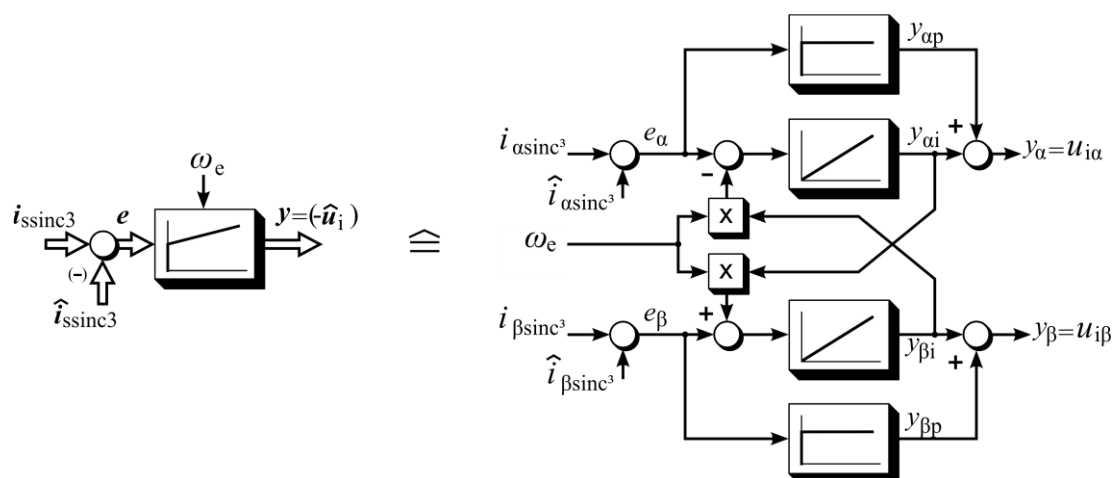 ω_e
i_ssinc3
e
y=(-û_i)
(−)
î_ssinc3
≙
y_αp
i_αsinc³
e_α
y_αi
+
y_α=u_iα
−
î_αsinc³
x
ω_e
x
i_βsinc³
e_β
+
y_βi
y_β=u_iβ
+
î_βsinc³
y_βp